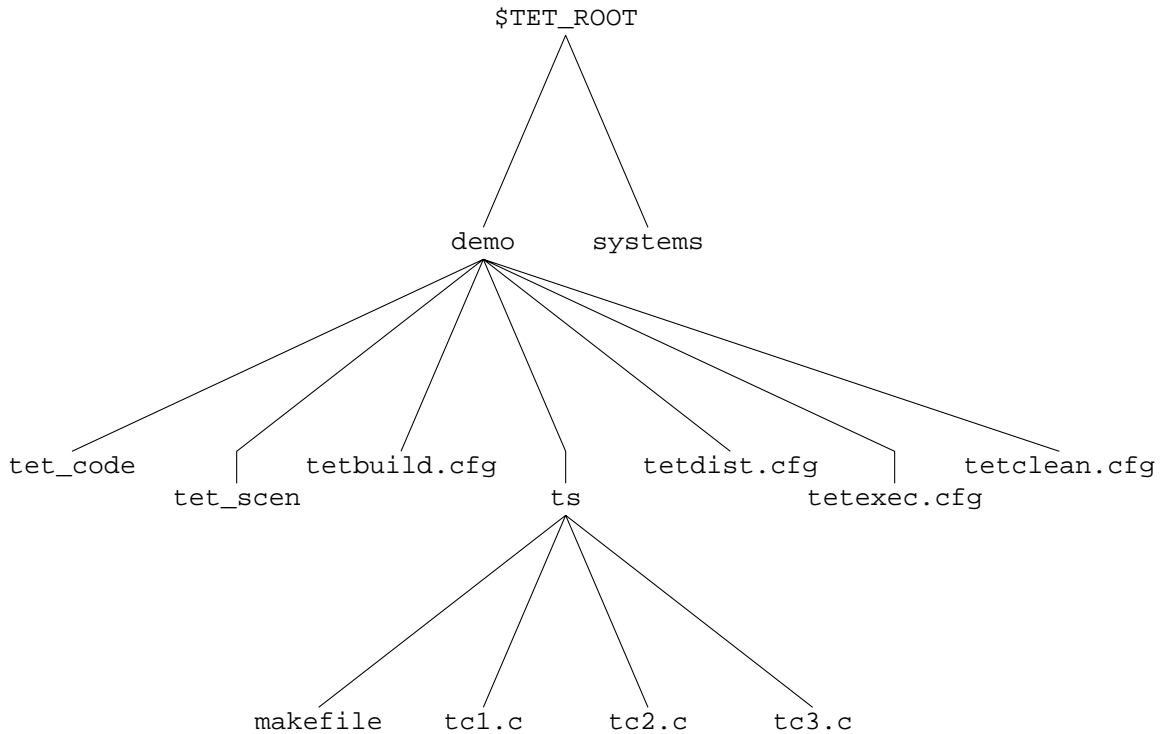 $TET_ROOT
demo systems
tet_code tetbuild.cfg tetdist.cfg tetclean.cfg
tet_scen ts tetexec.cfg
makefile tc1.c tc2.c tc3.c